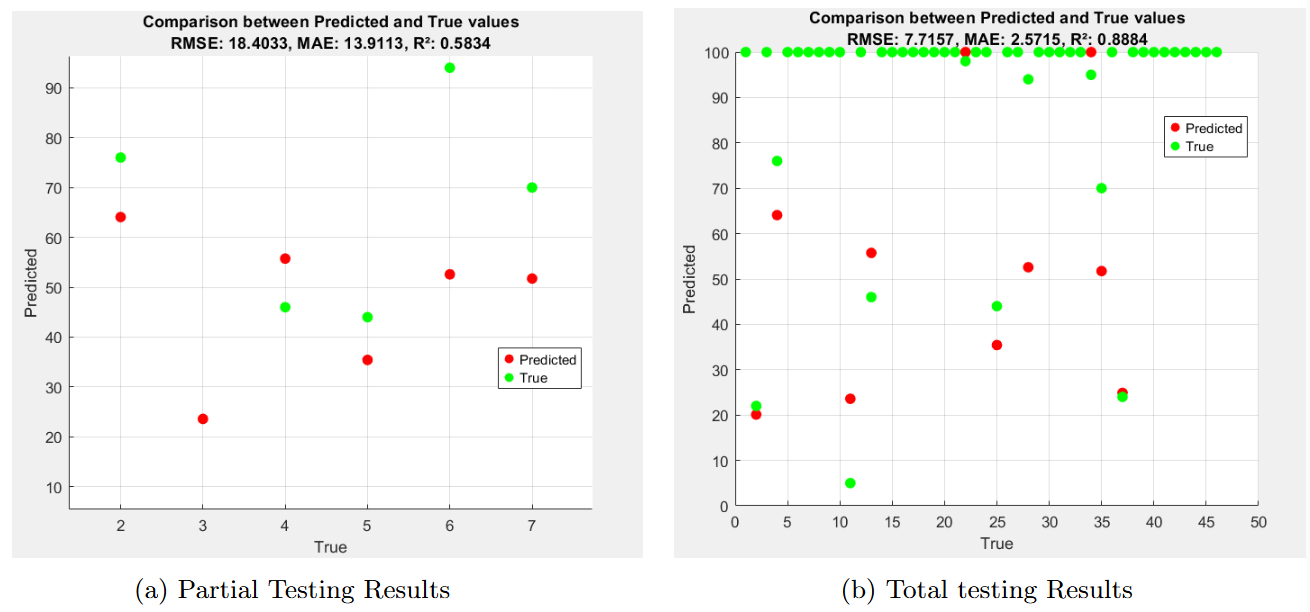 Comparison between Predicted and True values
RMSE: 18.4033, MAE: 13.9113, R²: 0.5834
90
80
70
60
50
40
30
20
10
2 3 4 5 6 7
Predicted
True
Predicted
True
(a) Partial Testing Results
Comparison between Predicted and True values
RMSE: 7.7157, MAE: 2.5715, R²: 0.8884
100
90
80
70
60
50
40
30
20
10
0
0 5 10 15 20 25 30 35 40 45 50
Predicted
True
Predicted
True
(b) Total testing Results